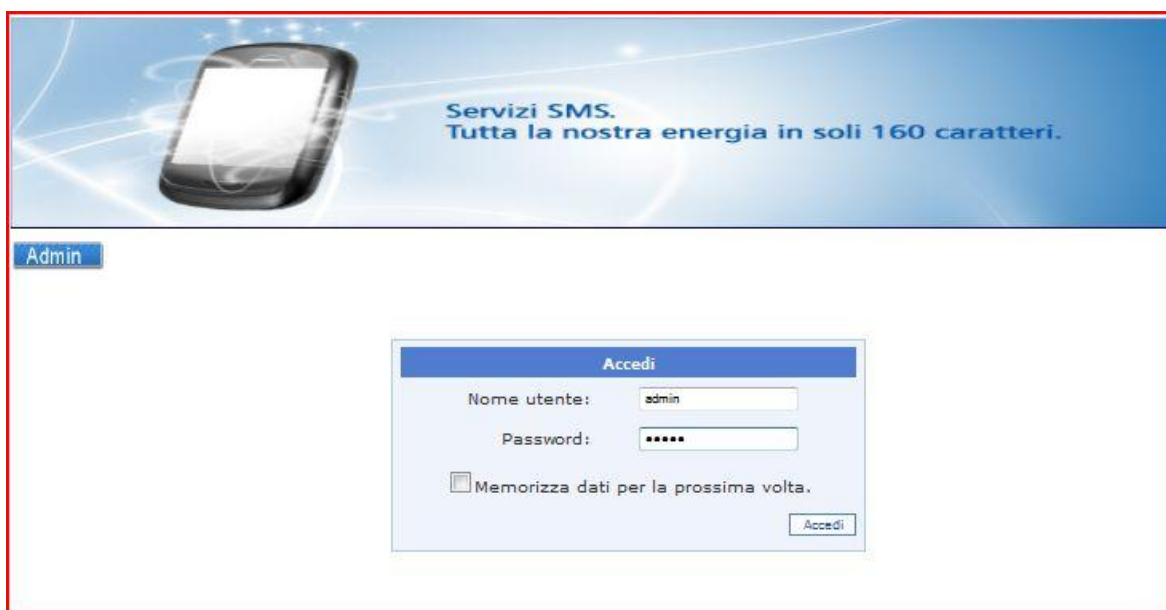 Servizi SMS.
Tutta la nostra energia in soli 160 caratteri.
Admin
Accedi
Nome utente: admin
Password: •••••
Memorizza dati per la prossima volta.
Accedi